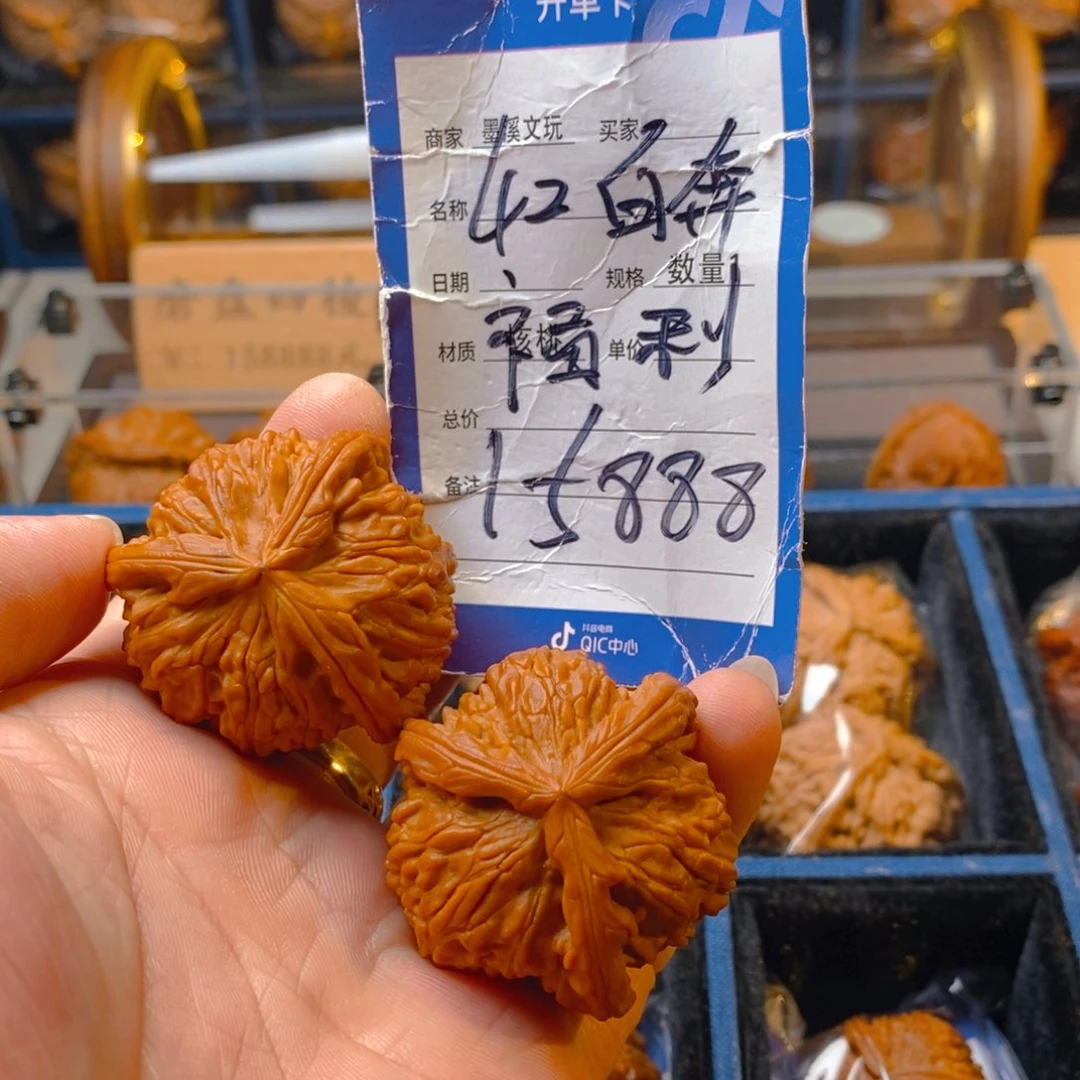 开单卡
商家 墨溪文玩 买家
名称 42 白奔
日期 规格 数量1
材质 核桃 单价
福利
总价
15888
备注
抖音电商
QIC中心